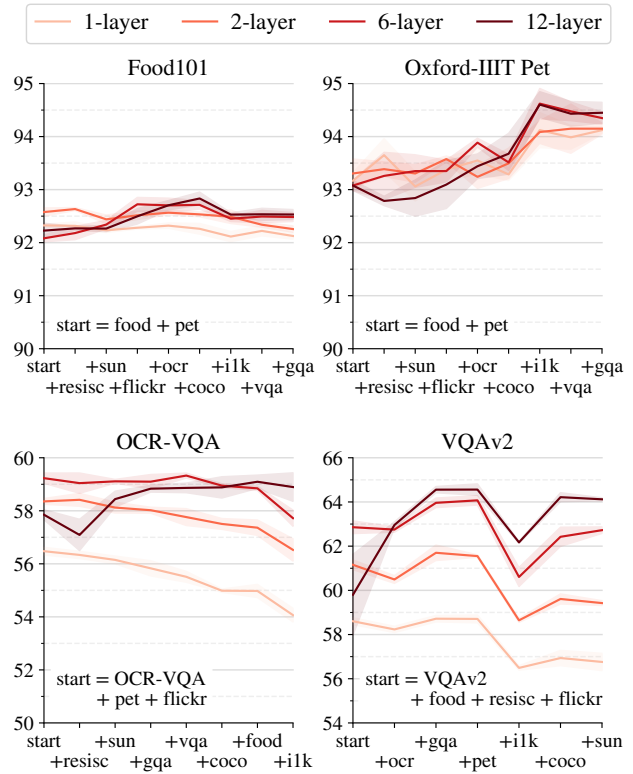 1-layer 2-layer 6-layer 12-layer
Food101
95
94
93
92
91
90
start = food + pet
start +sun +ocr +i1k +gqa
+resisc +flickr +coco +vqa
Oxford-IIIT Pet
95
94
93
92
91
90
start = food + pet
start +sun +ocr +i1k +gqa
+resisc +flickr +coco +vqa
OCR-VQA
60
58
56
54
52
50
start = OCR-VQA
+ pet + flickr
start +sun +vqa +food
+resisc +gqa +coco +i1k
VQAv2
66
64
62
60
58
56
54
start = VQAv2
+ food + resisc + flickr
start +gqa +i1k +sun
+ocr +pet +coco